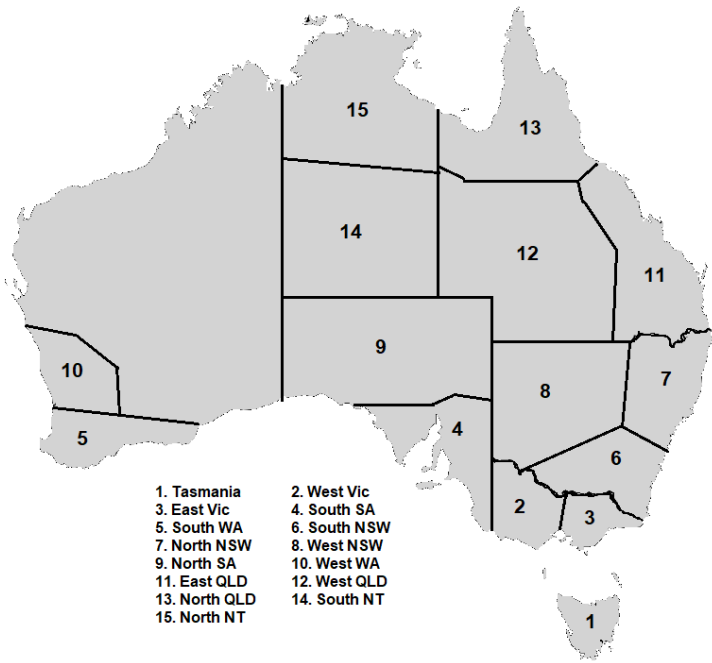 15
13
14
12
11
9
10
7
8
4
5
6
2
3
1. Tasmania 2. West Vic
3. East Vic 4. South SA
5. South WA 6. South NSW
7. North NSW 8. West NSW
9. North SA 10. West WA
11. East QLD 12. West QLD
13. North QLD 14. South NT
15. North NT
1